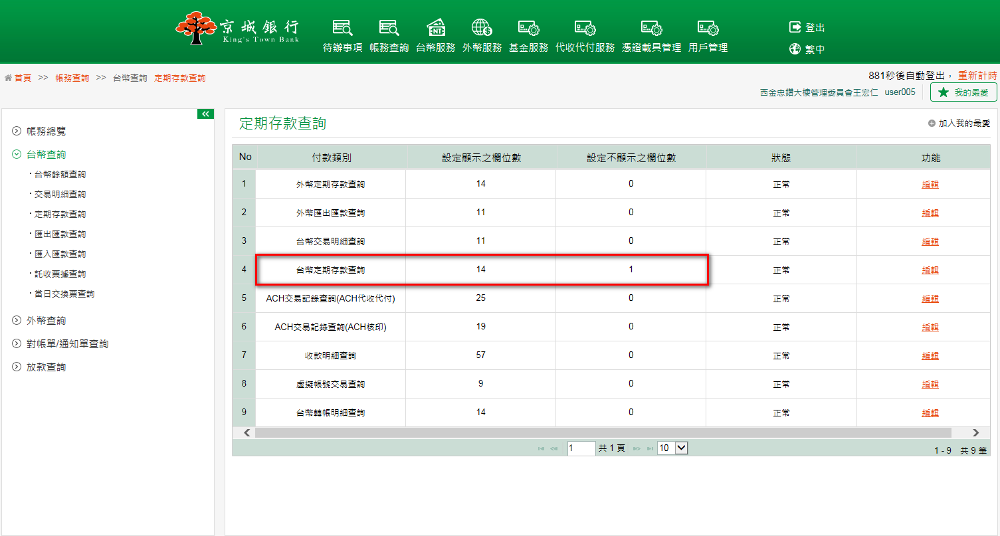 京城銀行
King's Town Bank
待辦事項 帳務查詢 台幣服務 外幣服務 基金服務 代收代付服務 憑證載具管理 用戶管理
登出
繁中
首頁 >> 帳務查詢 >> 台幣查詢 定期存款查詢
881秒後自動登出， 重新計時
西金忠鑽大樓管理委員會王宏仁 user005 我的最愛
帳務總覽
台幣查詢
台幣餘額查詢
交易明細查詢
定期存款查詢
匯出匯款查詢
匯入匯款查詢
託收票據查詢
當日交換票查詢
外幣查詢
對帳單/通知單查詢
放款查詢
定期存款查詢
加入我的最愛
No 付款類別 設定顯示之欄位數 設定不顯示之欄位數 狀態 功能
1 外幣定期存款查詢 14 0 正常 編輯
2 外幣匯出匯款查詢 11 0 正常 編輯
3 台幣交易明細查詢 11 0 正常 編輯
4 台幣定期存款查詢 14 1 正常 編輯
5 ACH交易記錄查詢(ACH代收代付) 25 0 正常 編輯
6 ACH交易記錄查詢(ACH核印) 19 0 正常 編輯
7 收款明細查詢 57 0 正常 編輯
8 虛擬帳號交易查詢 9 0 正常 編輯
9 台幣轉帳明細查詢 14 0 正常 編輯
1 共 1 頁 10
1 - 9 共 9 筆